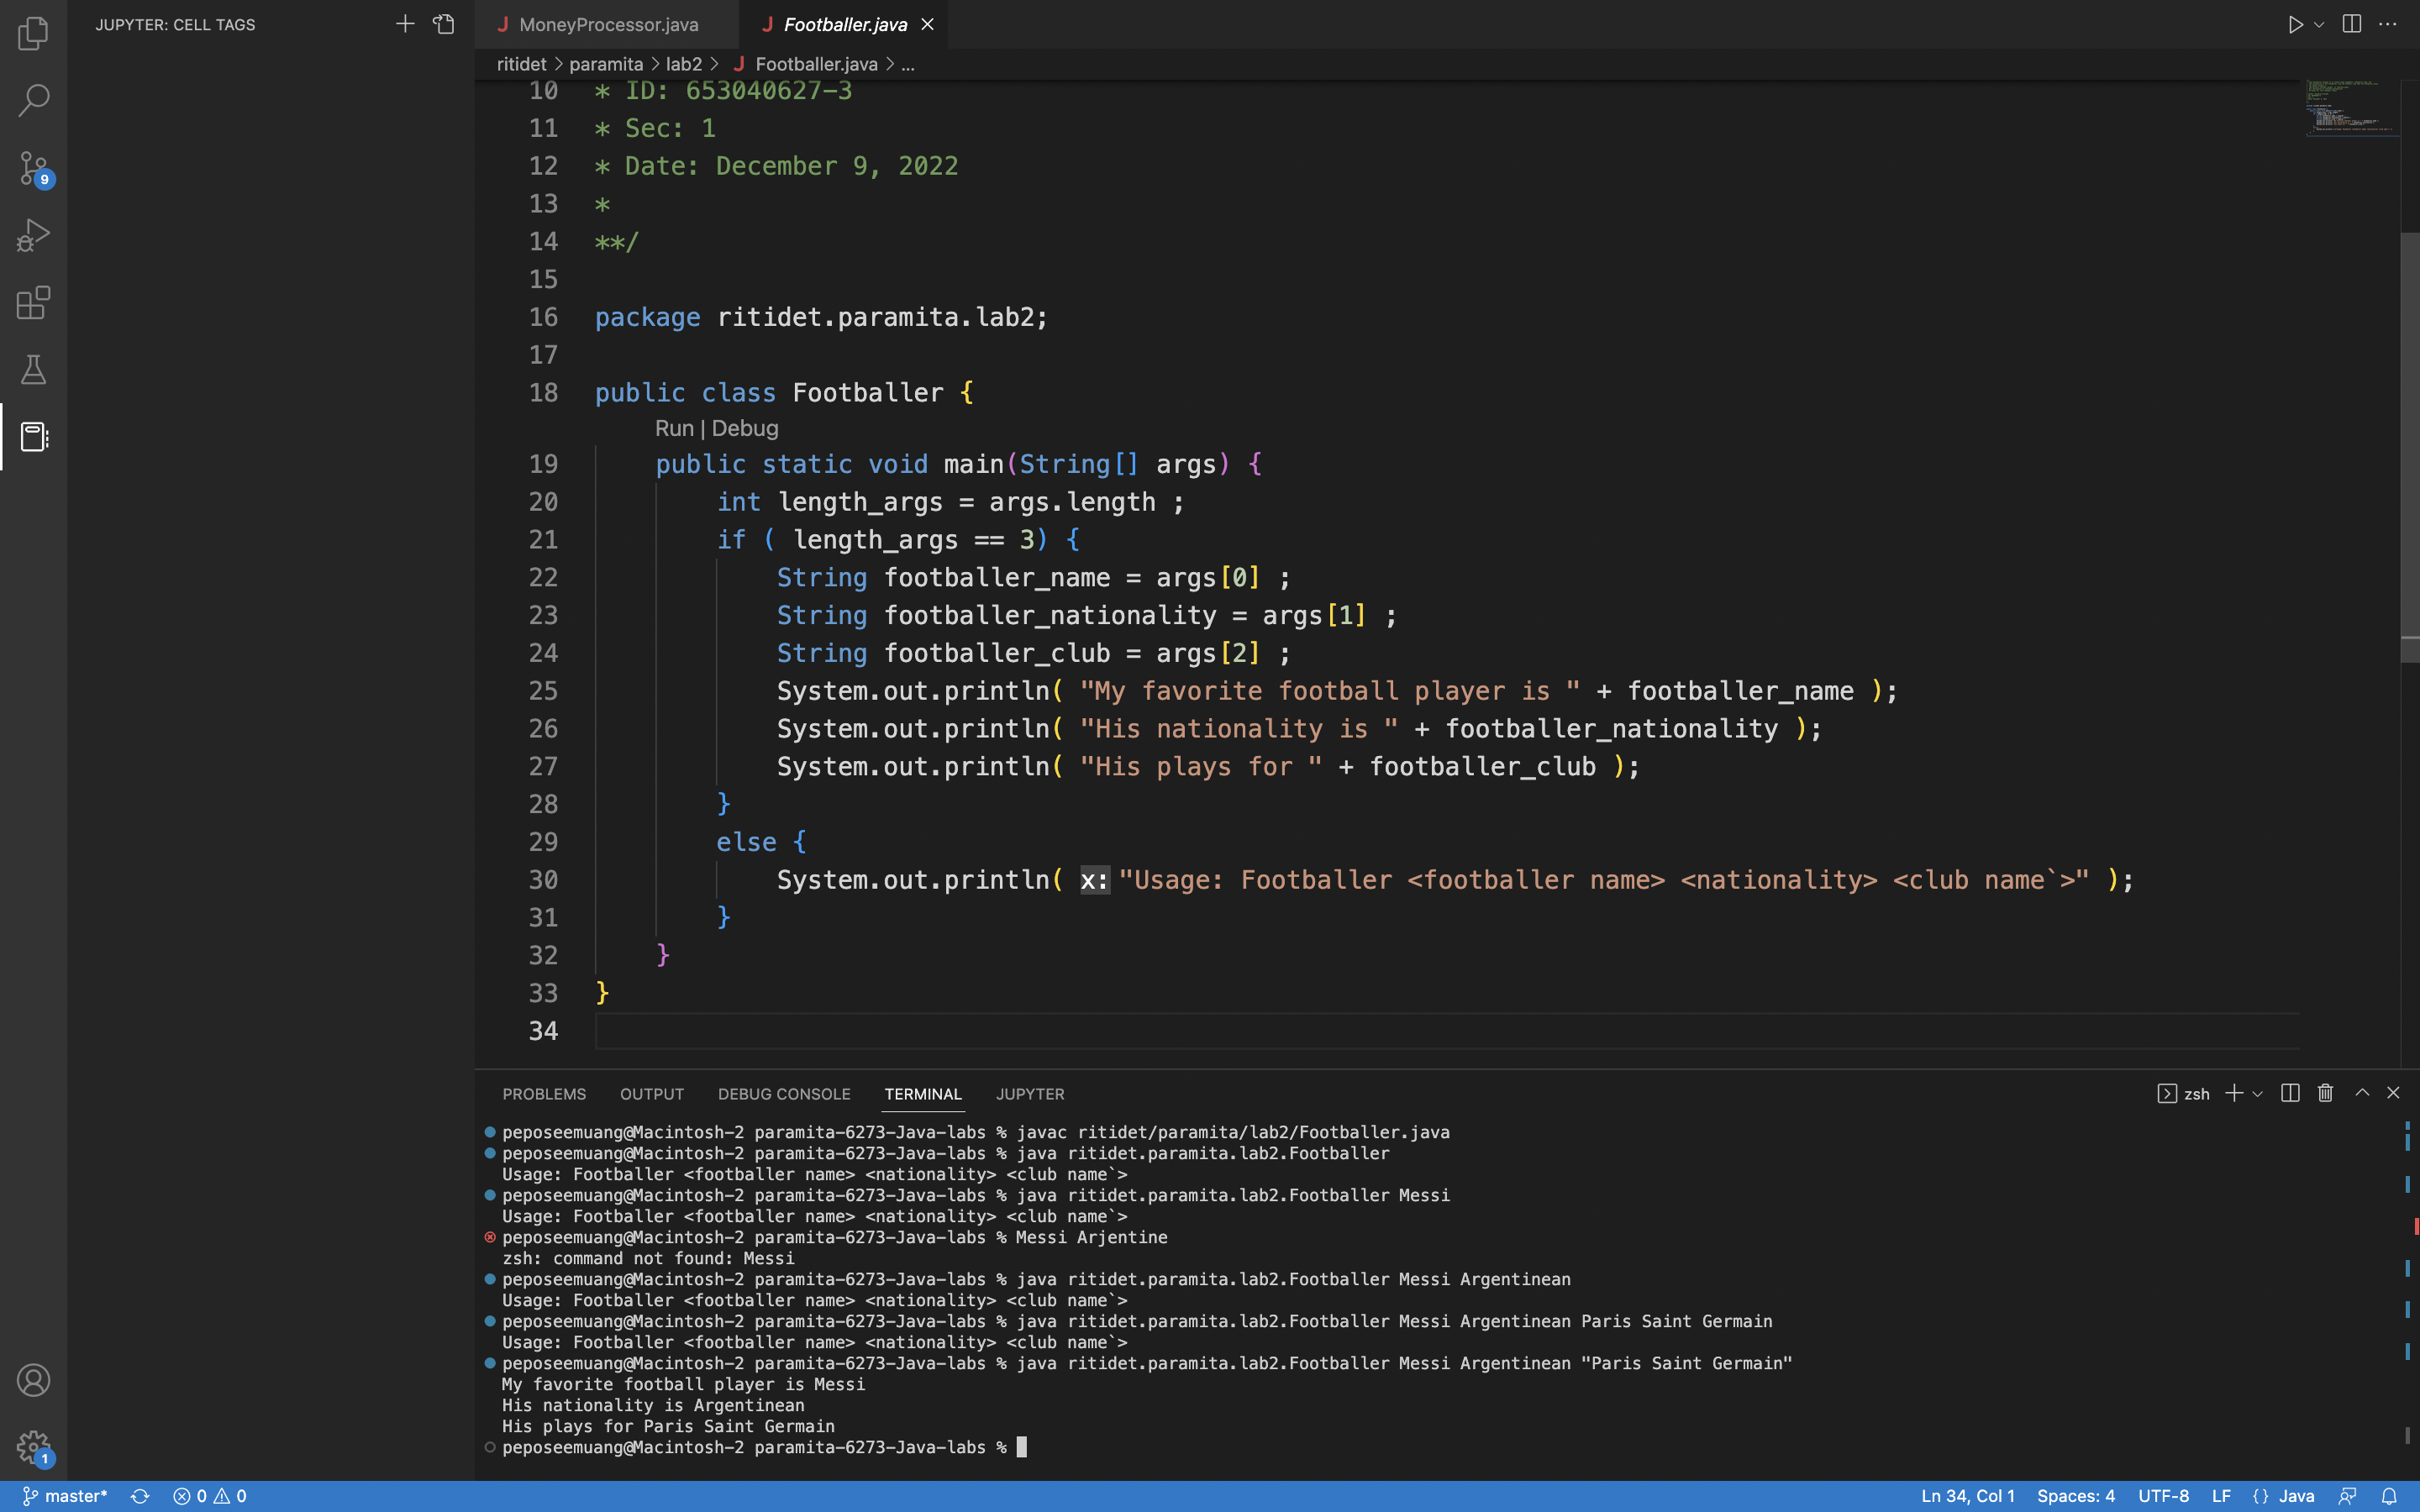 JUPYTER: CELL TAGS
MoneyProcessor.java
Footballer.java
ritidet > paramita > lab2 > J Footballer.java > ...
10 * ID: 653040627-3
11 * Sec: 1
12 * Date: December 9, 2022
13 *
14 **/
15
16 package ritidet.paramita.lab2;
17
18 public class Footballer {
Run | Debug
19 public static void main(String[] args) {
20 int length_args = args.length ;
21 if ( length_args == 3) {
22 String footballer_name = args[0] ;
23 String footballer_nationality = args[1] ;
24 String footballer_club = args[2] ;
25 System.out.println( "My favorite football player is " + footballer_name );
26 System.out.println( "His nationality is " + footballer_nationality );
27 System.out.println( "His plays for " + footballer_club );
28 }
29 else {
30 System.out.println( x: "Usage: Footballer <footballer name> <nationality> <club name`>" );
31 }
32 }
33 }
34
9
PROBLEMS OUTPUT DEBUG CONSOLE TERMINAL JUPYTER
zsh
peposeemuang@Macintosh-2 paramita-6273-Java-labs % javac ritidet/paramita/lab2/Footballer.java
peposeemuang@Macintosh-2 paramita-6273-Java-labs % java ritidet.paramita.lab2.Footballer
Usage: Footballer <footballer name> <nationality> <club name`>
peposeemuang@Macintosh-2 paramita-6273-Java-labs % java ritidet.paramita.lab2.Footballer Messi
Usage: Footballer <footballer name> <nationality> <club name`>
peposeemuang@Macintosh-2 paramita-6273-Java-labs % Messi Arjentine
zsh: command not found: Messi
peposeemuang@Macintosh-2 paramita-6273-Java-labs % java ritidet.paramita.lab2.Footballer Messi Argentinean
Usage: Footballer <footballer name> <nationality> <club name`>
peposeemuang@Macintosh-2 paramita-6273-Java-labs % java ritidet.paramita.lab2.Footballer Messi Argentinean Paris Saint Germain
Usage: Footballer <footballer name> <nationality> <club name`>
peposeemuang@Macintosh-2 paramita-6273-Java-labs % java ritidet.paramita.lab2.Footballer Messi Argentinean "Paris Saint Germain"
My favorite football player is Messi
His nationality is Argentinean
His plays for Paris Saint Germain
peposeemuang@Macintosh-2 paramita-6273-Java-labs %
1
master* 0 0
Ln 34, Col 1 Spaces: 4 UTF-8 LF {} Java